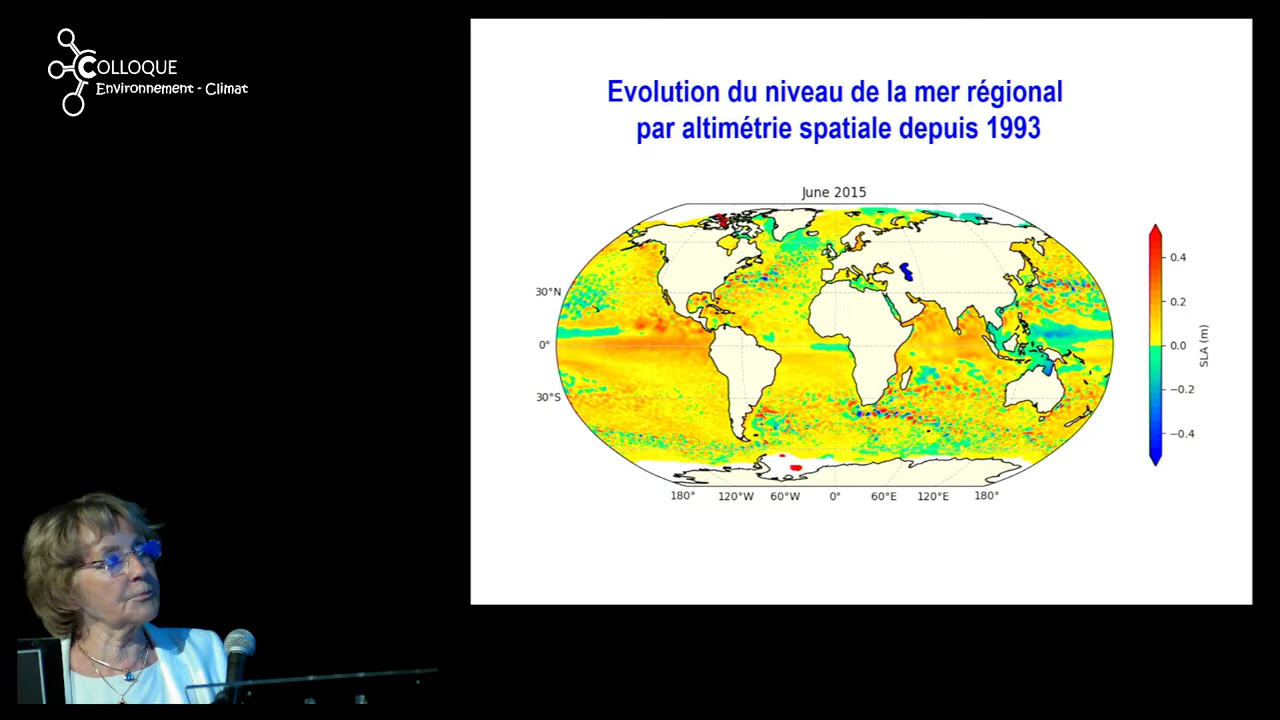 COLLOQUE
Environnement - Climat
Evolution du niveau de la mer régional
par altimétrie spatiale depuis 1993
June 2015
30°N
0°
30°S
180° 120°W 60°W 0° 60°E 120°E 180°
0.4
0.2
0.0
−0.2
−0.4
SLA (m)